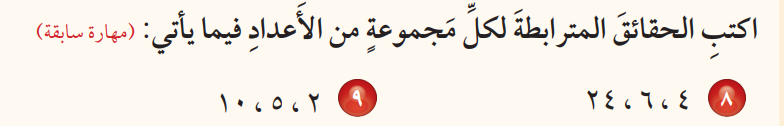 اكتبِ الحقائقَ المترابطةَ لكلِّ مَجموعةٍ من الأَعدادِ فيما يأتي: (مهارة سابقة)
٨ ٤ ، ٦ ، ٢٤ ٩ ٢ ، ٥ ، ١٠